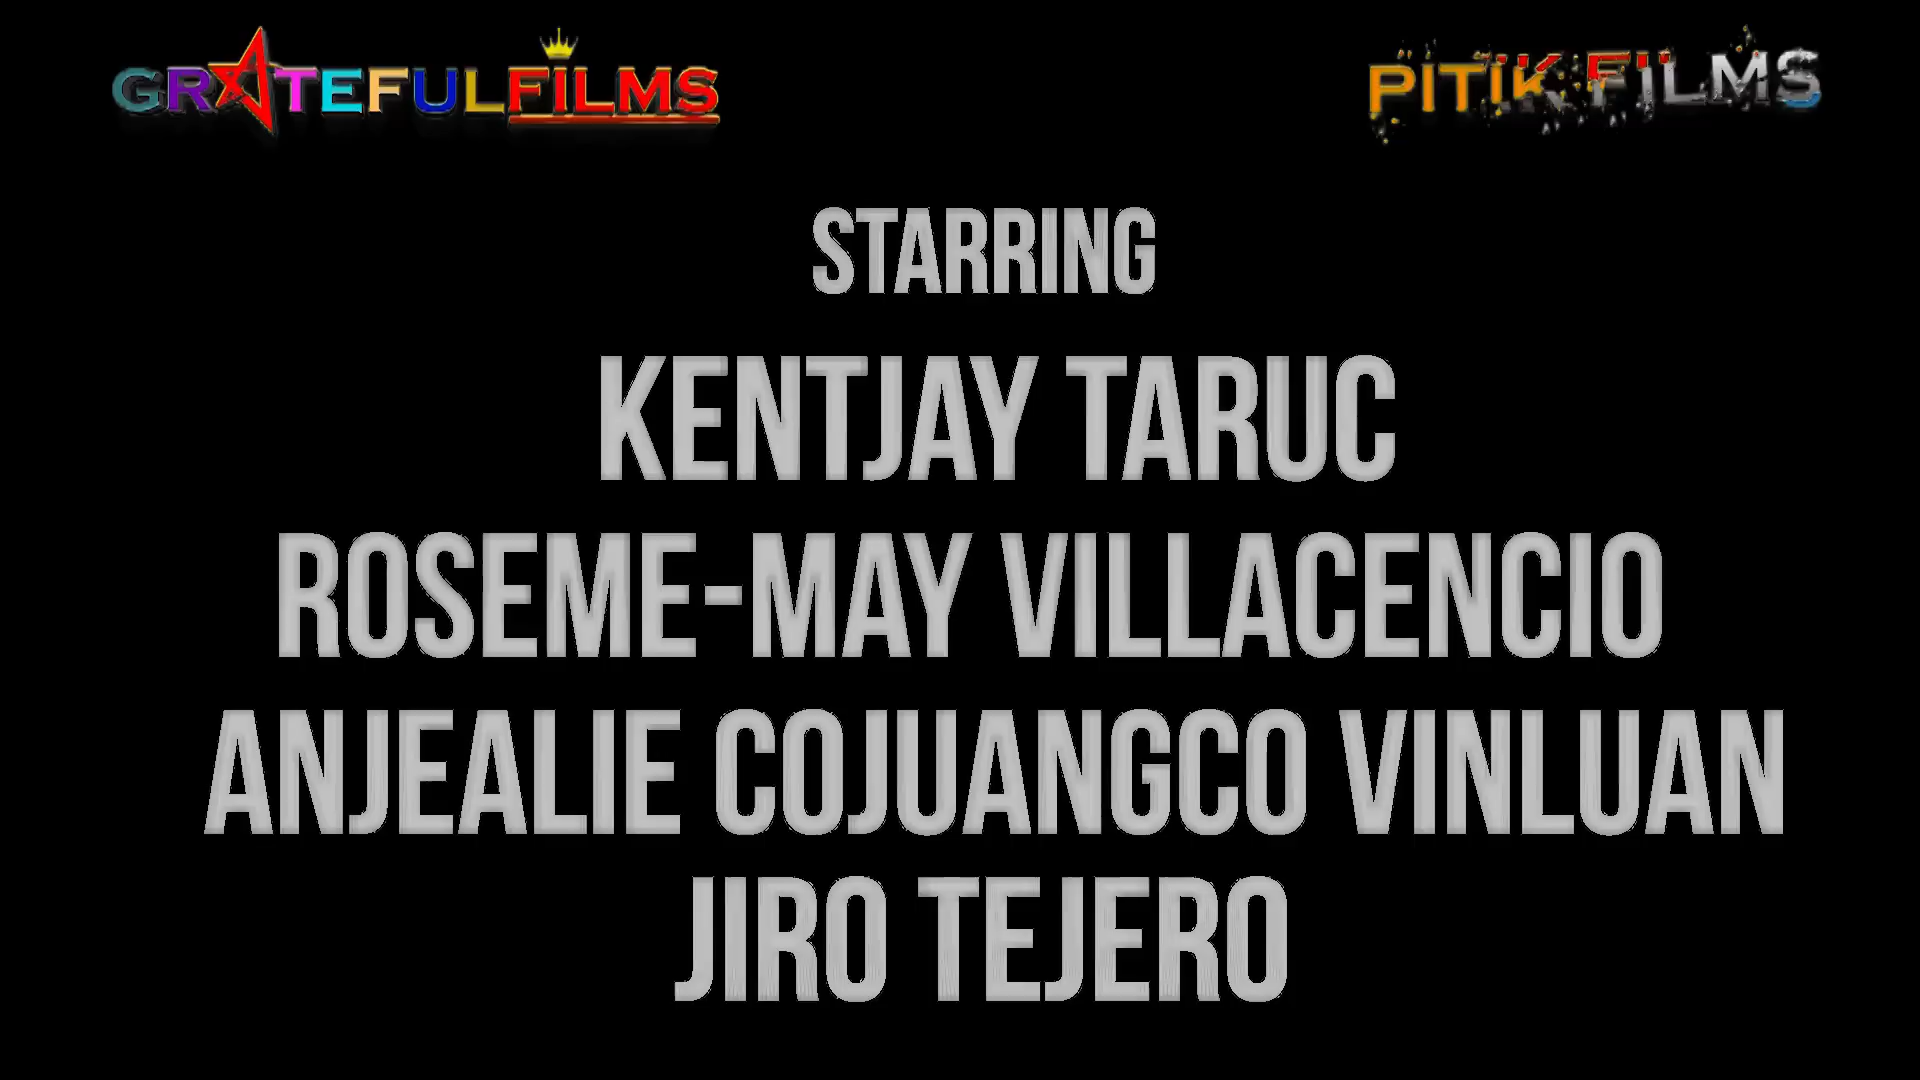 GRATEFULFILMS
PITIK FILMS
STARRING
KENTJAY TARUC
ROSEME-MAY VILLACENCIO
ANJEALIE COJUANGCO VINLUAN
JIRO TEJERO